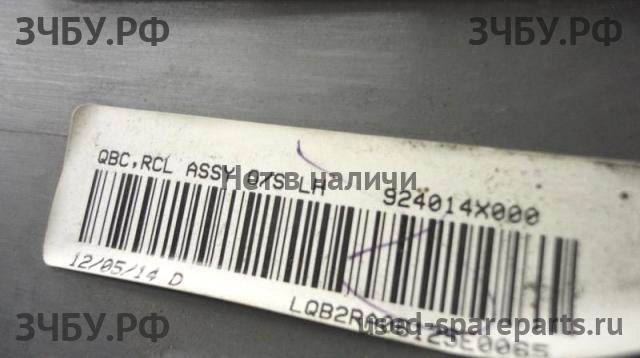 ЗЧБУ.РФ ЗЧБУ.РФ
QBC,RCL ASSY QTS LH 924014X000
Нет в наличи
12/05/14 D
ЗЧБУ.РФ
used-spareparts.ru